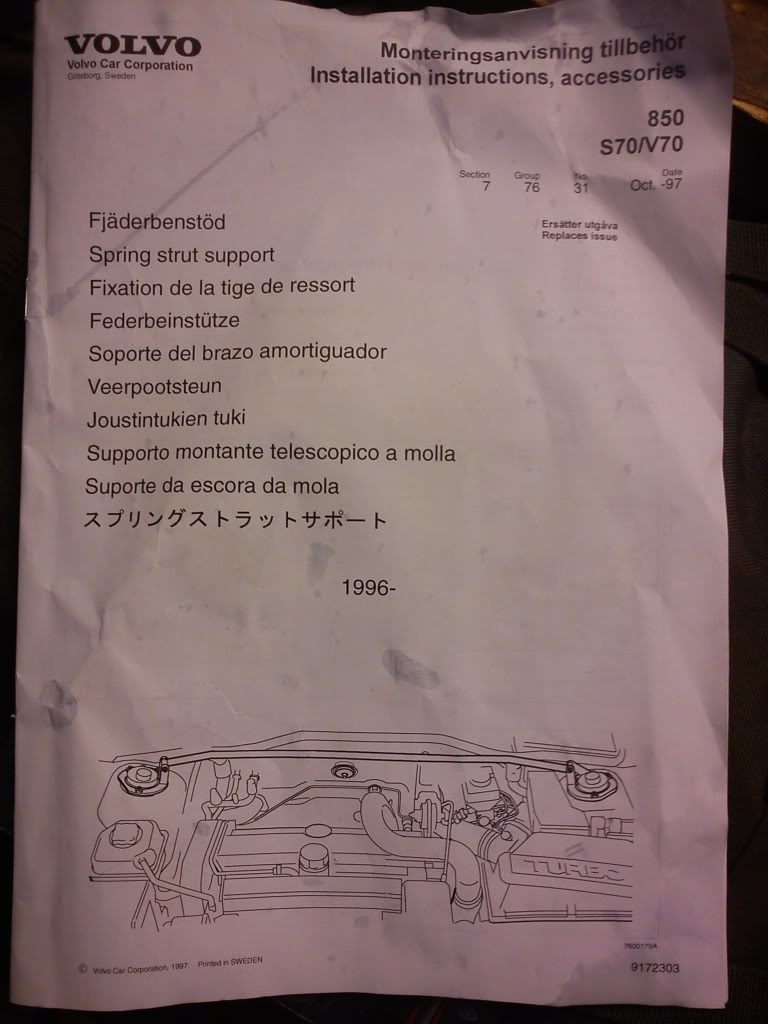 VOLVO
Volvo Car Corporation
Göteborg, Sweden
Monteringsanvisning tillbehör
Installation instructions, accessories
850
S70/V70
Section Group No. Date
7 76 31 Oct. -97
Ersätter utgåva
Replaces issue
Fjäderbenstöd
Spring strut support
Fixation de la tige de ressort
Federbeinstütze
Soporte del brazo amortiguador
Veerpootsteun
Joustintukien tuki
Supporto montante telescopico a molla
Suporte da escora da mola
スプリングストラットサポート
1996-
TURBO
7600179A
© Volvo Car Corporation, 1997. Printed in SWEDEN
9172303